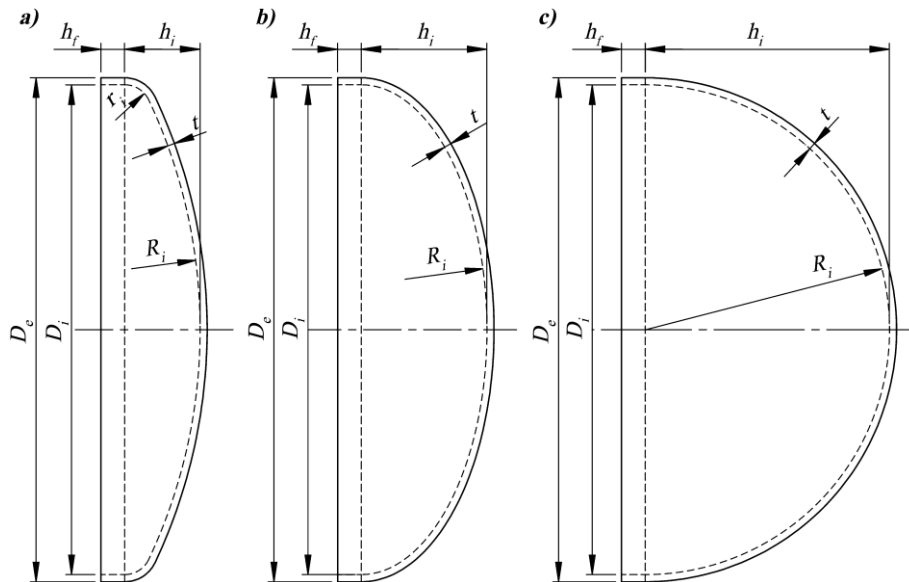 a)
h_f
h_i
r_i
t
R_i
D_e
D_i
b)
h_f
h_i
t
R_i
D_e
D_i
c)
h_f
h_i
t
R_i
D_e
D_i